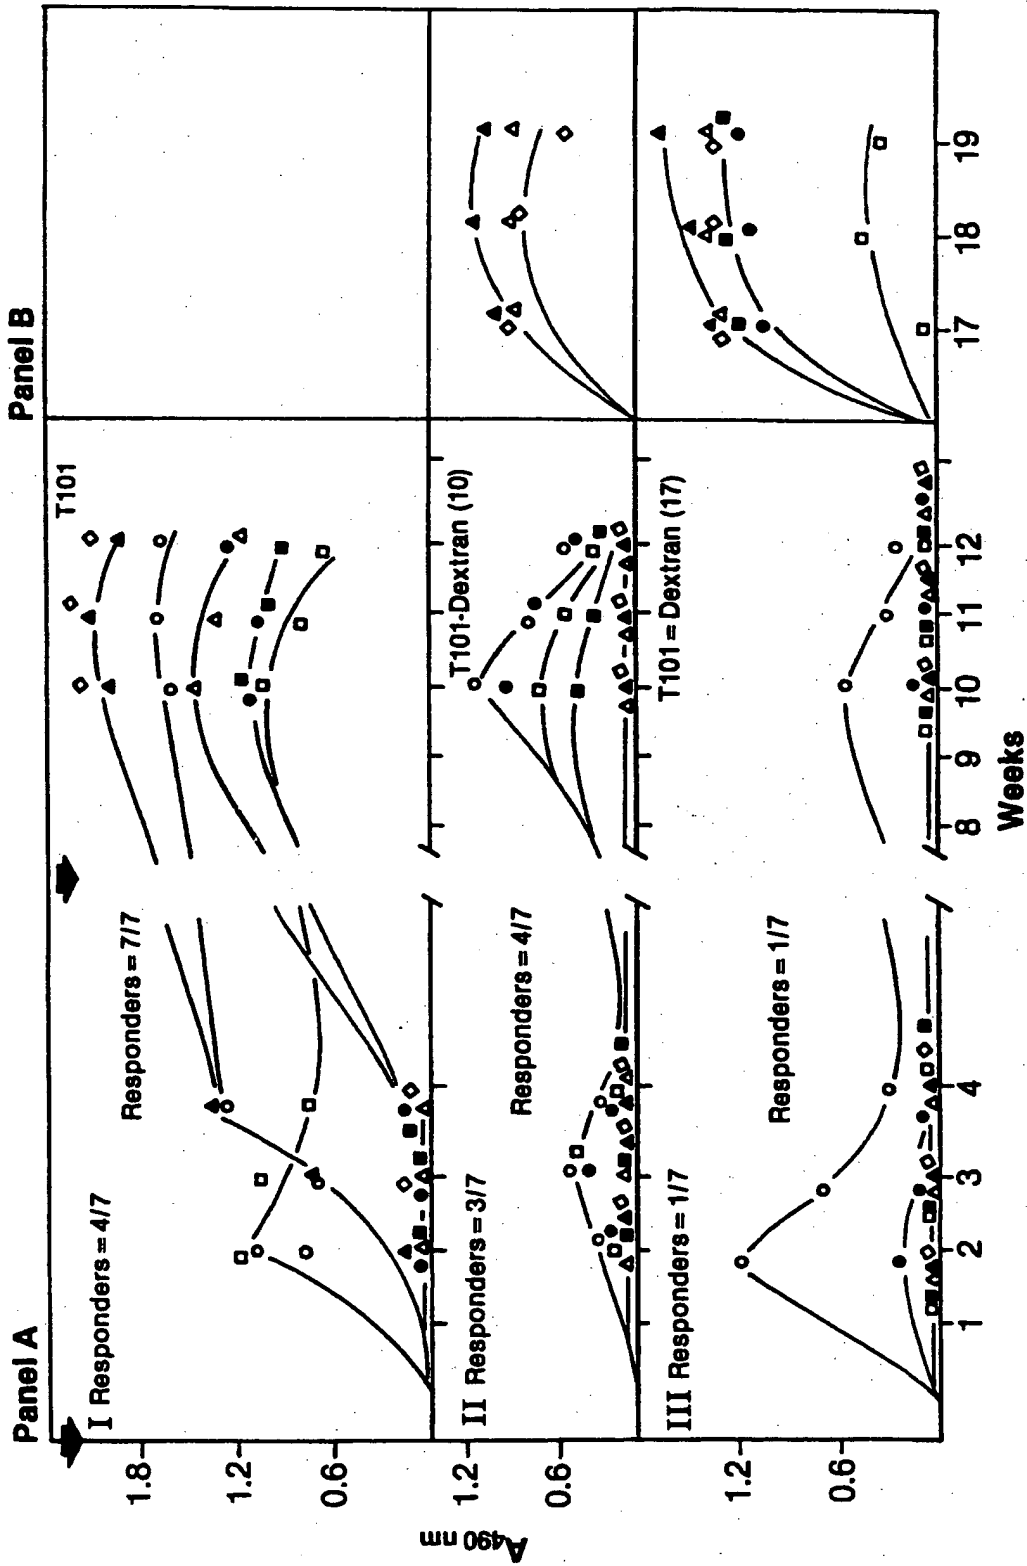 Panel A
Panel B
I Responders = 4/7
Responders = 7/7
T101
1.8
1.2
0.6
II Responders = 3/7
Responders = 4/7
T101-Dextran (10)
1.2
0.6
III Responders = 1/7
Responders = 1/7
T101 = Dextran (17)
1.2
0.6
A490 nm
1 2 3 4 8 9 10 11 12 17 18 19
Weeks